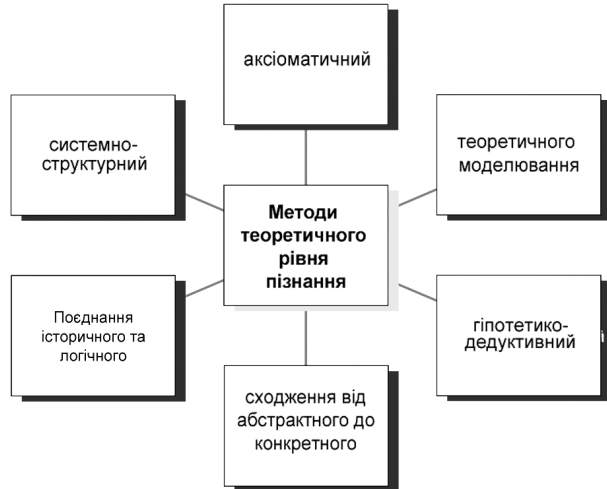 аксіоматичний
системно-
структурний
теоретичного
моделювання
Методи
теоретичного
рівня
пізнання
Поєднання
історичного та
логічного
гіпотетико-
дедуктивний
сходження від
абстрактного до
конкретного